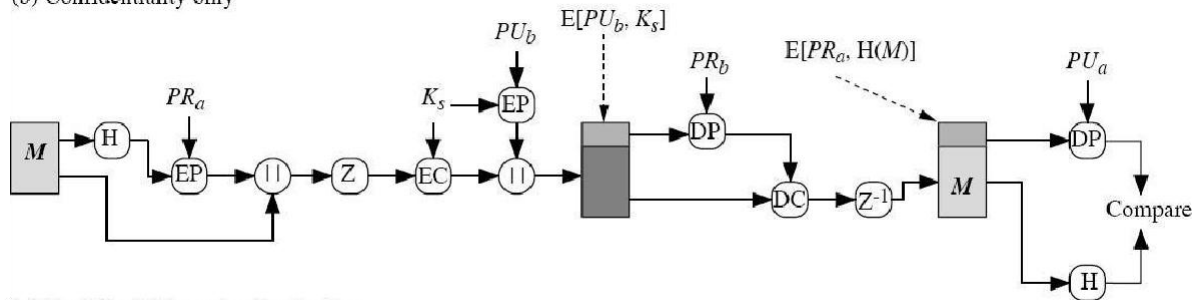 (b) Confidentiality only
E[PU_b, K_s]
PU_b
PR_b
E[PR_a, H(M)]
PU_a
PR_a
K_s
EP
M
H
EP
||
Z
EC
||
DP
DC
Z⁻¹
M
DP
Compare
H